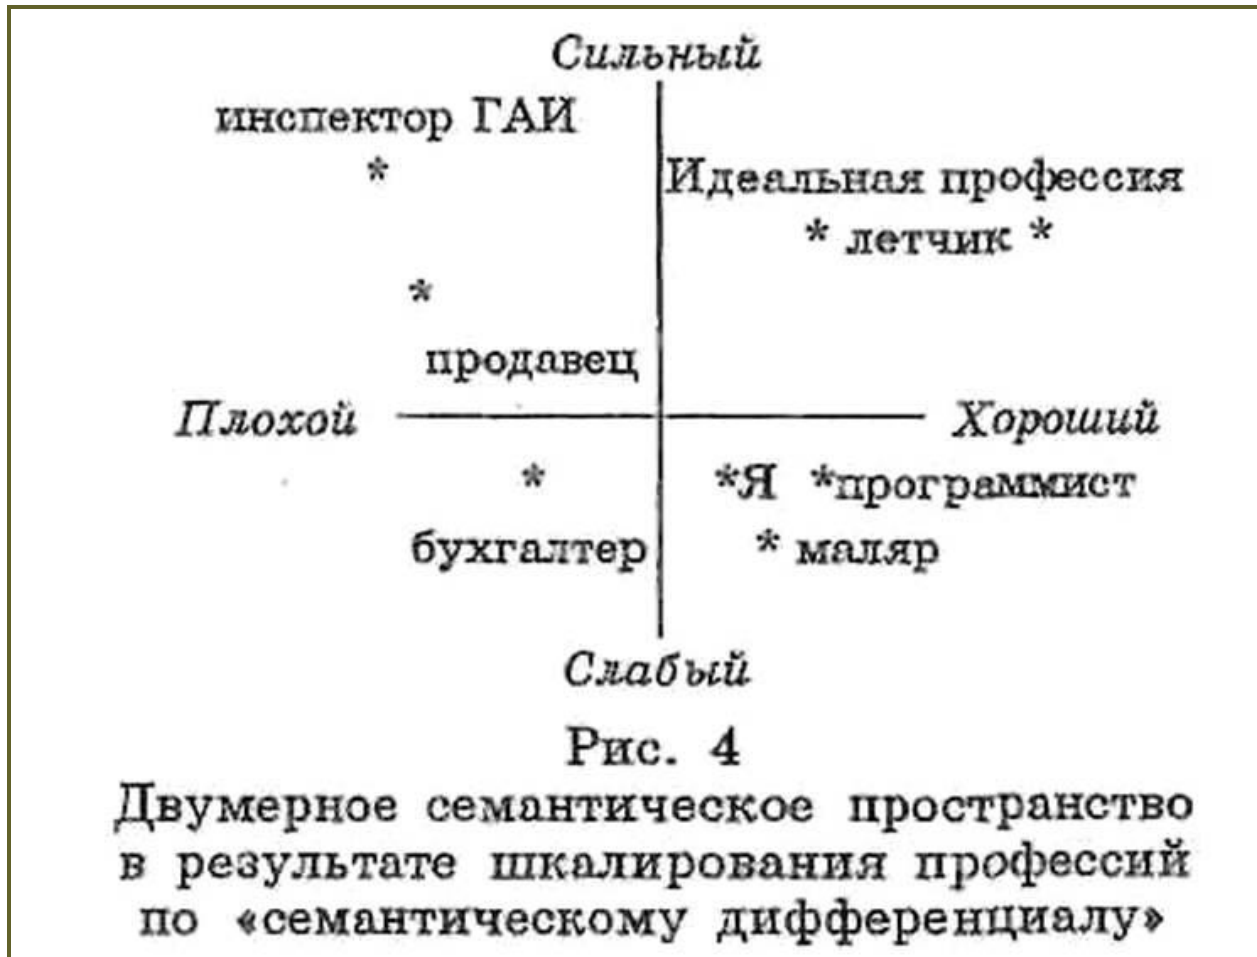 Сильный
инспектор ГАИ
*
Идеальная профессия
* летчик *
*
продавец
Плохой
Хороший
* *Я *программист
бухгалтер * маляр
Слабый
Рис. 4
Двумерное семантическое пространство
в результате шкалирования профессий
по «семантическому дифференциалу»